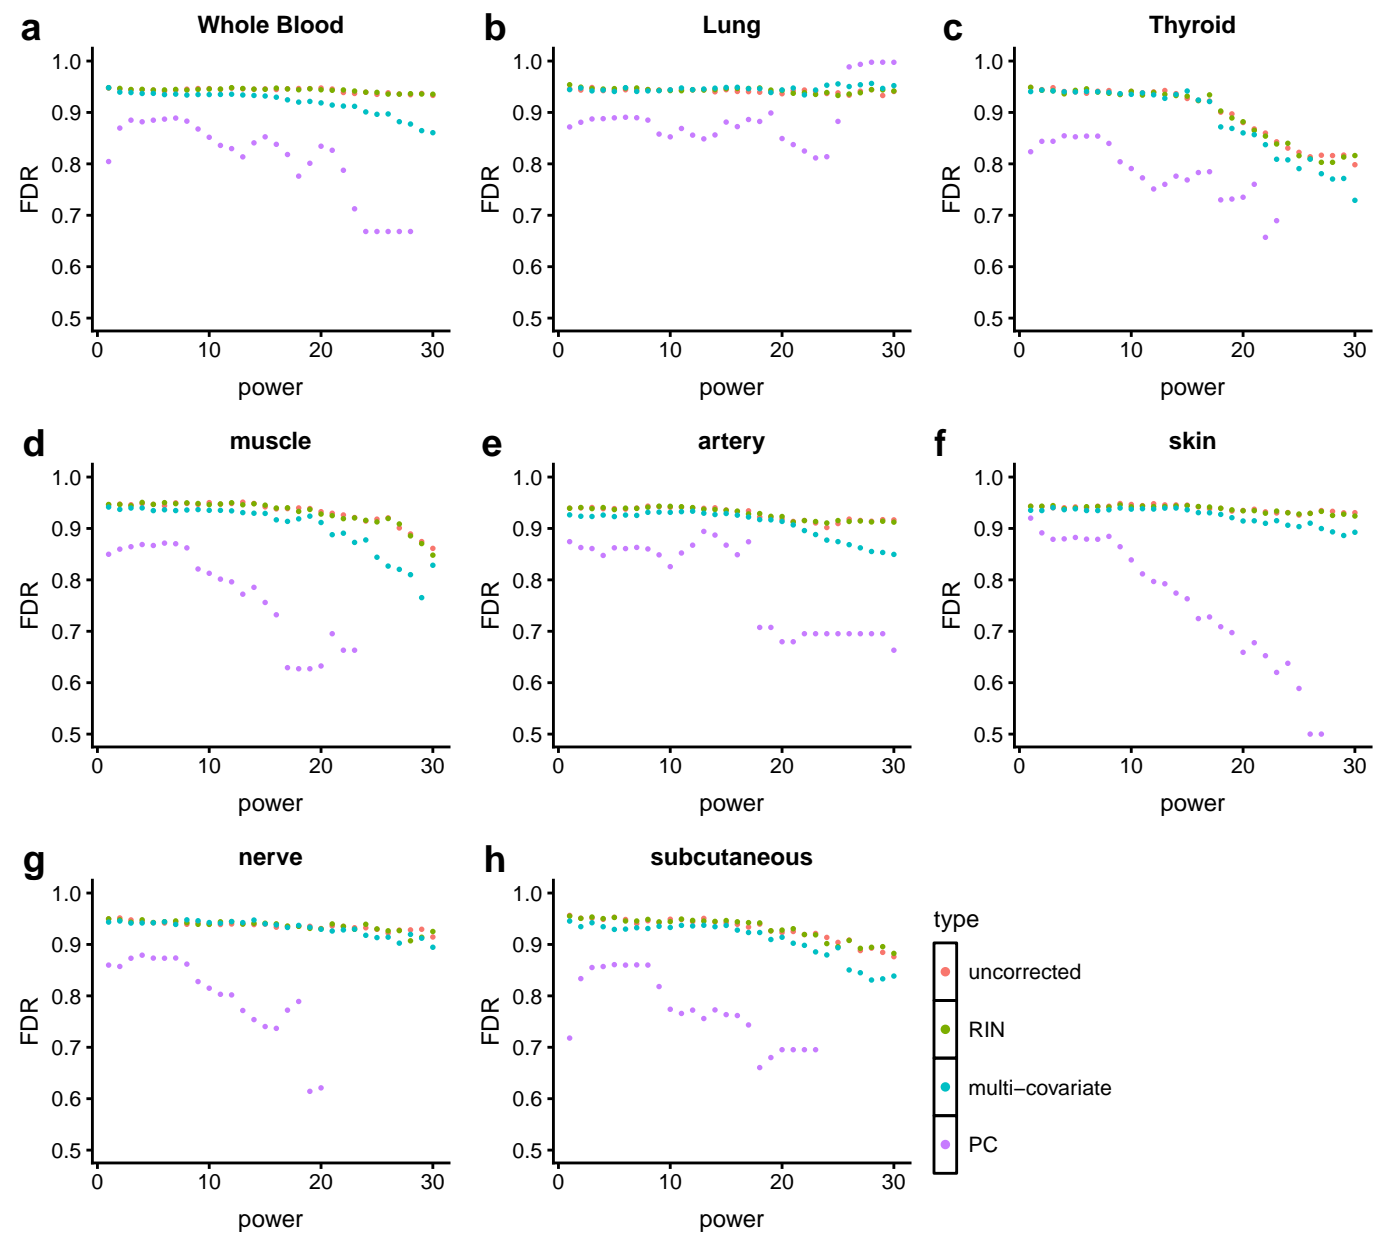 a Whole Blood
1.0
0.9
0.8
0.7
0.6
0.5
FDR
0 10 20 30
power
b Lung
1.0
0.9
0.8
0.7
0.6
0.5
FDR
0 10 20 30
power
c Thyroid
1.0
0.9
0.8
0.7
0.6
0.5
FDR
0 10 20 30
power
d muscle
1.0
0.9
0.8
0.7
0.6
0.5
FDR
0 10 20 30
power
e artery
1.0
0.9
0.8
0.7
0.6
0.5
FDR
0 10 20 30
power
f skin
1.0
0.9
0.8
0.7
0.6
0.5
FDR
0 10 20 30
power
g nerve
1.0
0.9
0.8
0.7
0.6
0.5
FDR
0 10 20 30
power
h subcutaneous
1.0
0.9
0.8
0.7
0.6
0.5
FDR
0 10 20 30
power
type
uncorrected
RIN
multi−covariate
PC